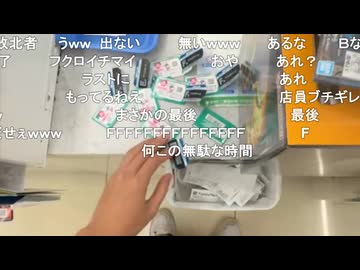 敗北者 うww 出ない 無いwww あるな B
了 フクロイチマイ おや あれ?
ラストに あれ
もってるねえ 店員ブチギレ
まさかの最後 最後
ぜぇwww FFFFFFFFFFFFFFF F
何この無駄な時間